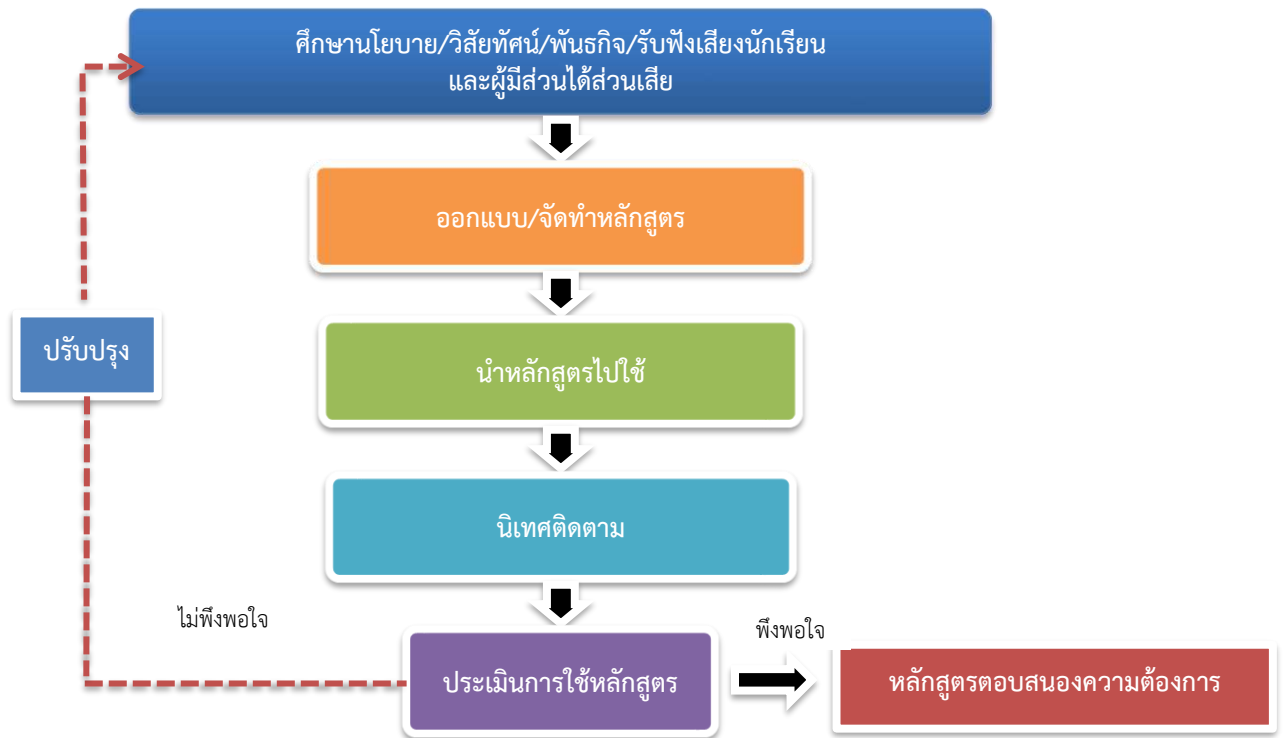 ศึกษานโยบาย/วิสัยทัศน์/พันธกิจ/รับฟังเสียงนักเรียน
และผู้มีส่วนได้ส่วนเสีย
ออกแบบ/จัดทำหลักสูตร
ปรับปรุง
นำหลักสูตรไปใช้
นิเทศติดตาม
ไม่พึงพอใจ
พึงพอใจ
ประเมินการใช้หลักสูตร
หลักสูตรตอบสนองความต้องการ